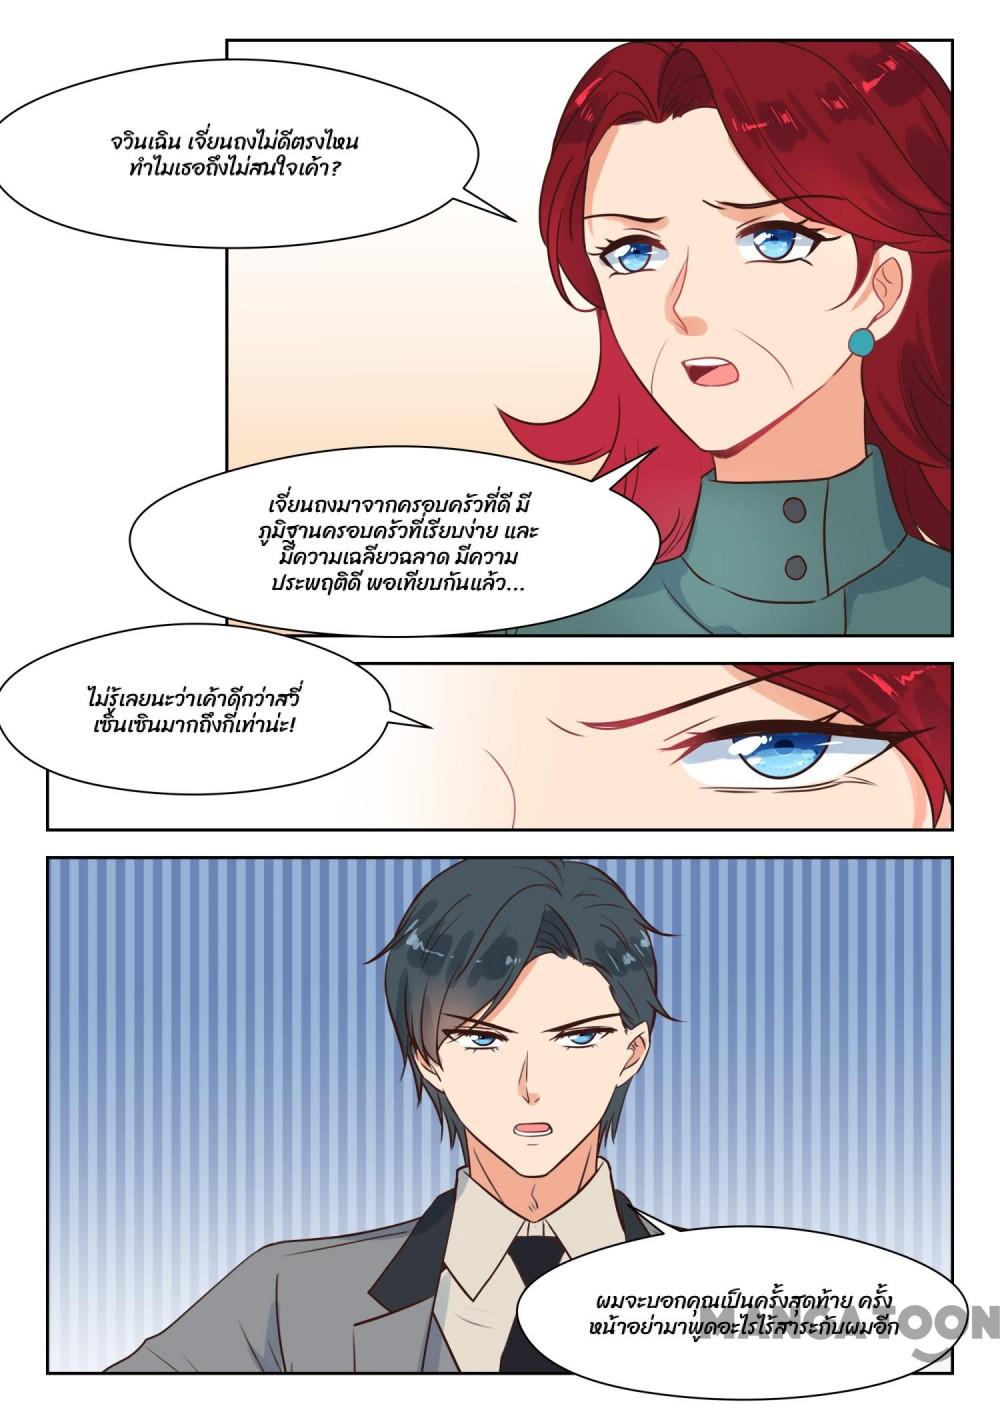 จวินเฉิน เจี่ยนถงไม่ดีตรงไหน
ทำไมเธอถึงไม่สนใจเค้า?
เจี่ยนถงมาจากครอบครัวที่ดี มี
ภูมิฐานครอบครัวที่เรียบง่าย และ
มีความเฉลียวฉลาด มีความ
ประพฤติดี พอเทียบกันแล้ว...
ไม่รู้เลยนะว่าเค้าดีกว่าสวี่
เซิ่นเซินมากถึงกี่เท่าน่ะ!
ผมจะบอกคุณเป็นครั้งสุดท้าย ครั้ง
หน้าอย่ามาพูดอะไรไร้สาระกับผมอีก
MANGATOON